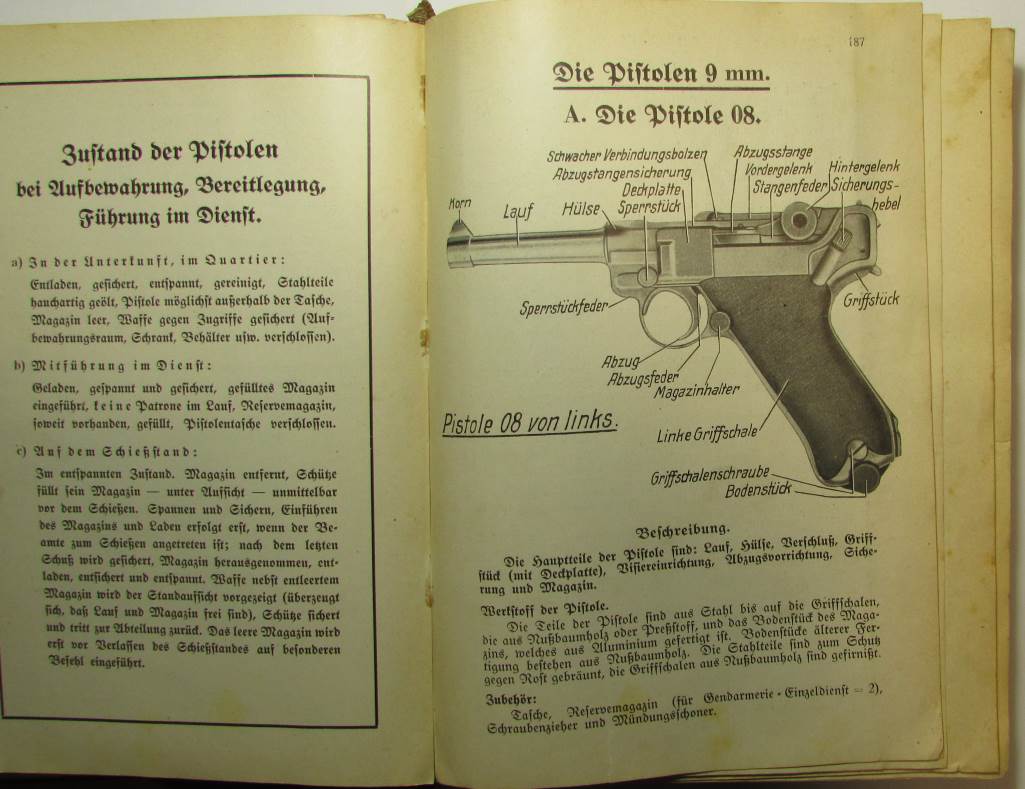 Zustand der Pistolen
bei Aufbewahrung, Bereitlegung,
Führung im Dienst.
a) In der Unterkunft, im Quartier:
Entladen, gesichert, entspannt, gereinigt, Stahlteile
hauchartig geölt, Pistole möglichst außerhalb der Tasche,
Magazin leer, Waffe gegen Zugriffe gesichert (Auf-
bewahrungsraum, Schrank, Behälter usw. verschlossen).
b) Mitführung im Dienst:
Geladen, gespannt und gesichert, gefülltes Magazin
eingeführt, keine Patrone im Lauf, Reservemagazin,
soweit vorhanden, gefüllt, Pistolentasche verschlossen.
c) Auf dem Schießstand:
Im entspannten Zustand. Magazin entfernt, Schütze
füllt sein Magazin — unter Aufsicht — unmittelbar
vor dem Schießen. Spannen und Sichern, Einführen
des Magazins und Laden erfolgt erst, wenn der Be-
amte zum Schießen angetreten ist; nach dem letzten
Schuß wird gesichert, Magazin herausgenommen, ent-
laden, entsichert und entspannt. Waffe nebst entleertem
Magazin wird der Standaufsicht vorgezeigt (überzeugt
sich, daß Lauf und Magazin frei sind), Schütze sichert
und tritt zur Abteilung zurück. Das leere Magazin wird
erst vor Verlassen des Schießstandes auf besonderen
Befehl eingeführt.
187
Die Pistolen 9 mm.
A. Die Pistole 08.
Schwacher Verbindungsbolzen
Abzugsstange
Abzugstangensicherung
Vordergelenk
Hintergelenk
Deckplatte
Stangenfeder
Sicherungs-
hebel
Korn
Lauf
Hülse
Sperrstück
Sperrstückfeder
Griffstück
Abzug
Abzugsfeder
Magazinhalter
Pistole 08 von links.
Linke Griffschale
Griffschalenschraube
Bodenstück
Beschreibung.
Die Hauptteile der Pistole sind: Lauf, Hülse, Verschluß, Griff-
stück (mit Deckplatte), Visiereinrichtung, Abzugsvorrichtung, Siche-
rung und Magazin.
Werkstoff der Pistole.
Die Teile der Pistole sind aus Stahl bis auf die Griffschalen,
die aus Nußbaumholz oder Preßstoff, und das Bodenstück des Maga-
zins, welches aus Aluminium gefertigt ist. Bodenstücke älterer Fer-
tigung bestehen aus Nußbaumholz. Die Stahlteile sind zum Schutz
gegen Rost gebräunt, die Griffschalen aus Nußbaumholz sind gefirnißt.
Zubehör:
Tasche, Reservemagazin (für Gendarmerie-Einzeldienst = 2),
Schraubenzieher und Mündungsschoner.